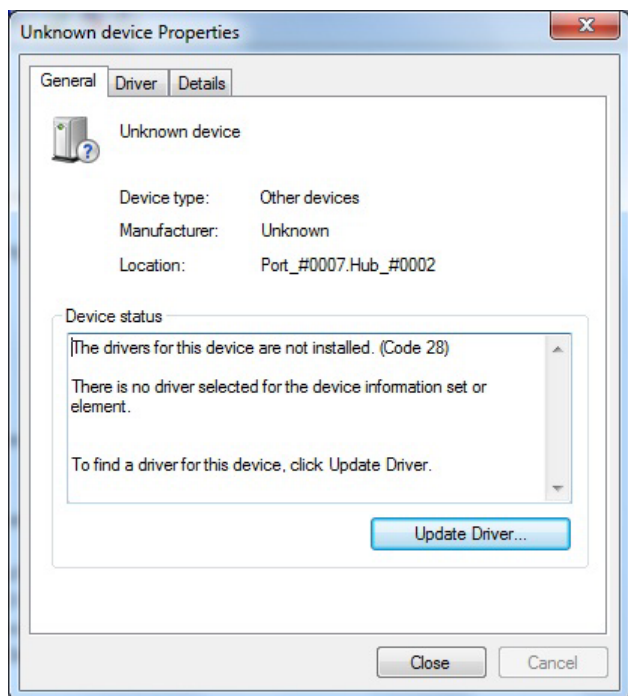 Unknown device Properties
General Driver Details
Unknown device
Device type: Other devices
Manufacturer: Unknown
Location: Port_#0007.Hub_#0002
Device status
The drivers for this device are not installed. (Code 28)
There is no driver selected for the device information set or
element.
To find a driver for this device, click Update Driver.
Update Driver...
Close Cancel